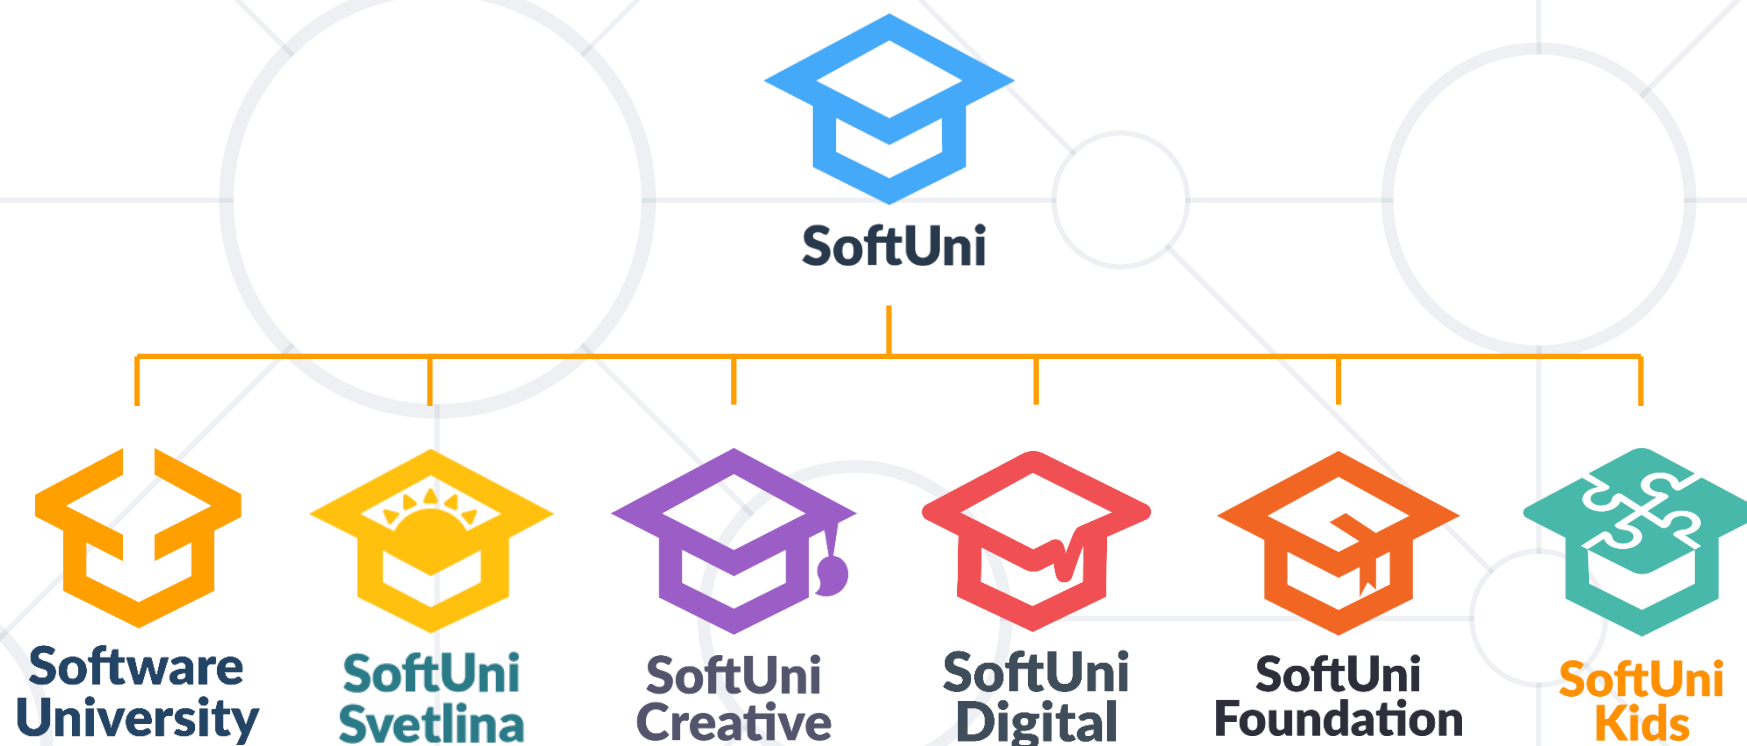 SoftUni
Software
University
SoftUni
Svetlina
SoftUni
Creative
SoftUni
Digital
SoftUni
Foundation
SoftUni
Kids